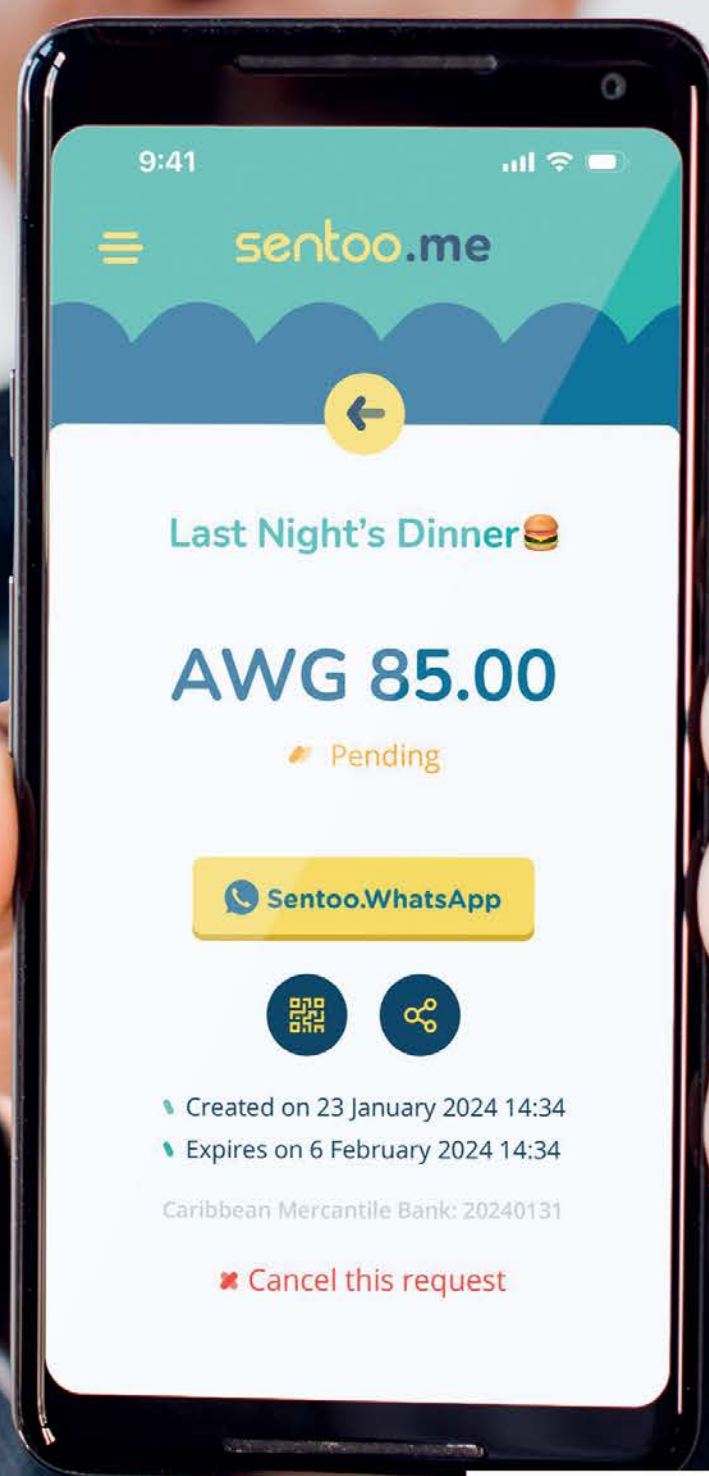 9:41
sentoo.me
Last Night's Dinner🍔
AWG 85.00
Pending
Sentoo.WhatsApp
Created on 23 January 2024 14:34
Expires on 6 February 2024 14:34
Caribbean Mercantile Bank: 20240131
Cancel this request